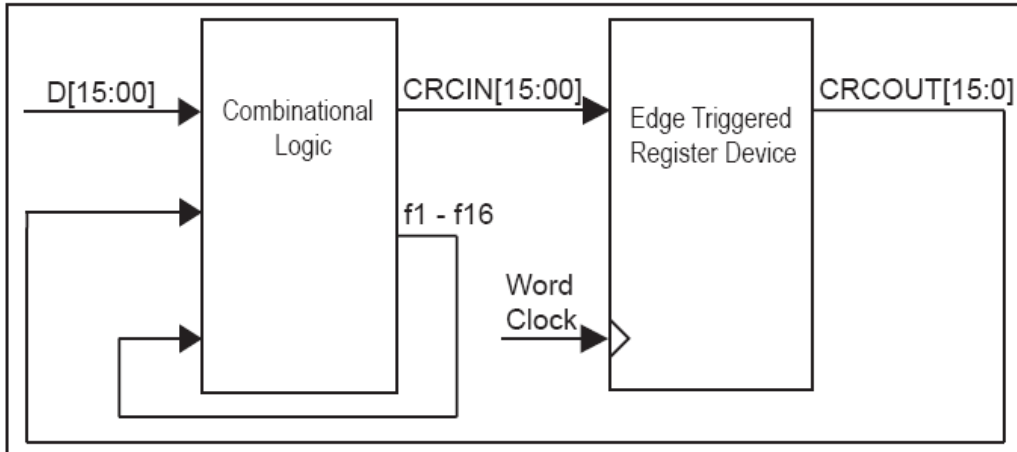 D[15:00]
Combinational
Logic
CRCIN[15:00]
f1 - f16
Edge Triggered
Register Device
Word
Clock
CRCOUT[15:0]